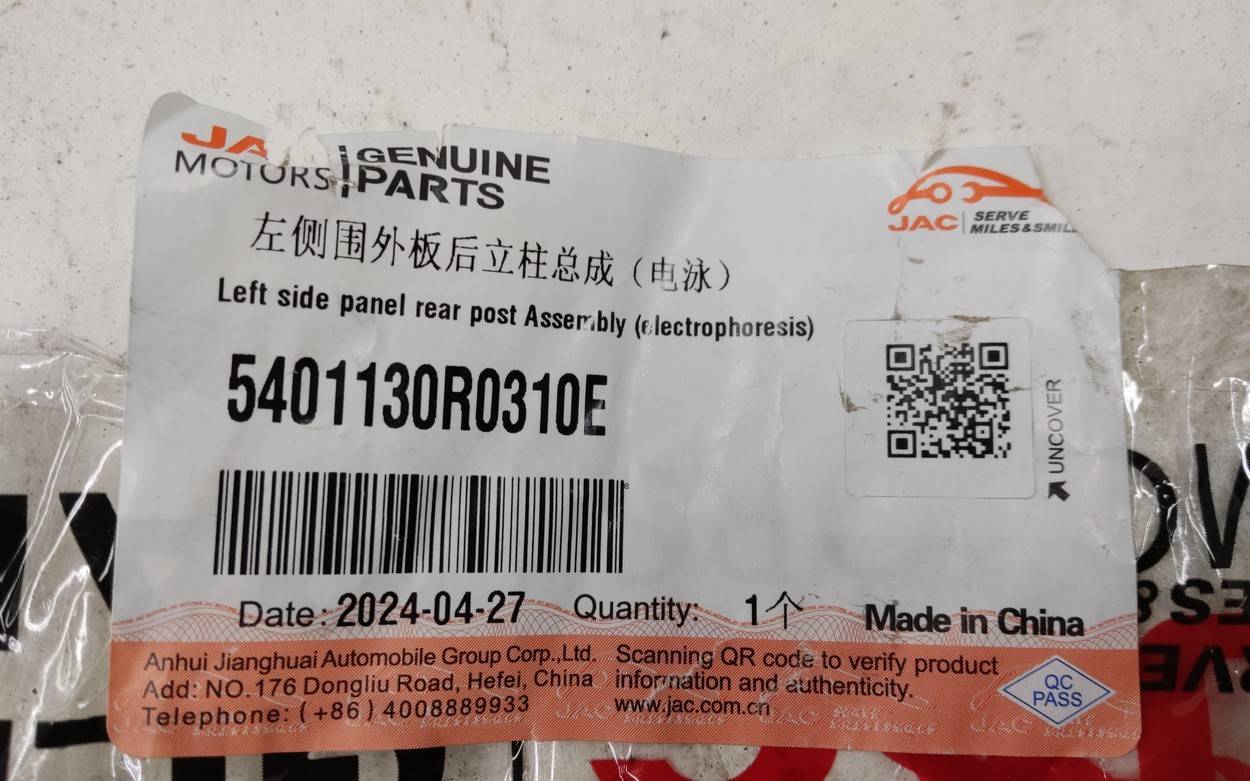 JA
MOTORS
GENUINE
PARTS
JAC
SERVE
MILES&SMIL
左侧围外板后立柱总成（电泳）
Left side panel rear post Assembly (electrophoresis)
5401130R0310E
UNCOVER
Date: 2024-04-27 Quantity: 1个 Made in China
Anhui Jianghuai Automobile Group Corp.,Ltd.
Add: NO.176 Dongliu Road, Hefei, China
Telephone: (+86) 4008889933
Scanning QR code to verify product
information and authenticity.
www.jac.com.cn
QC
PASS